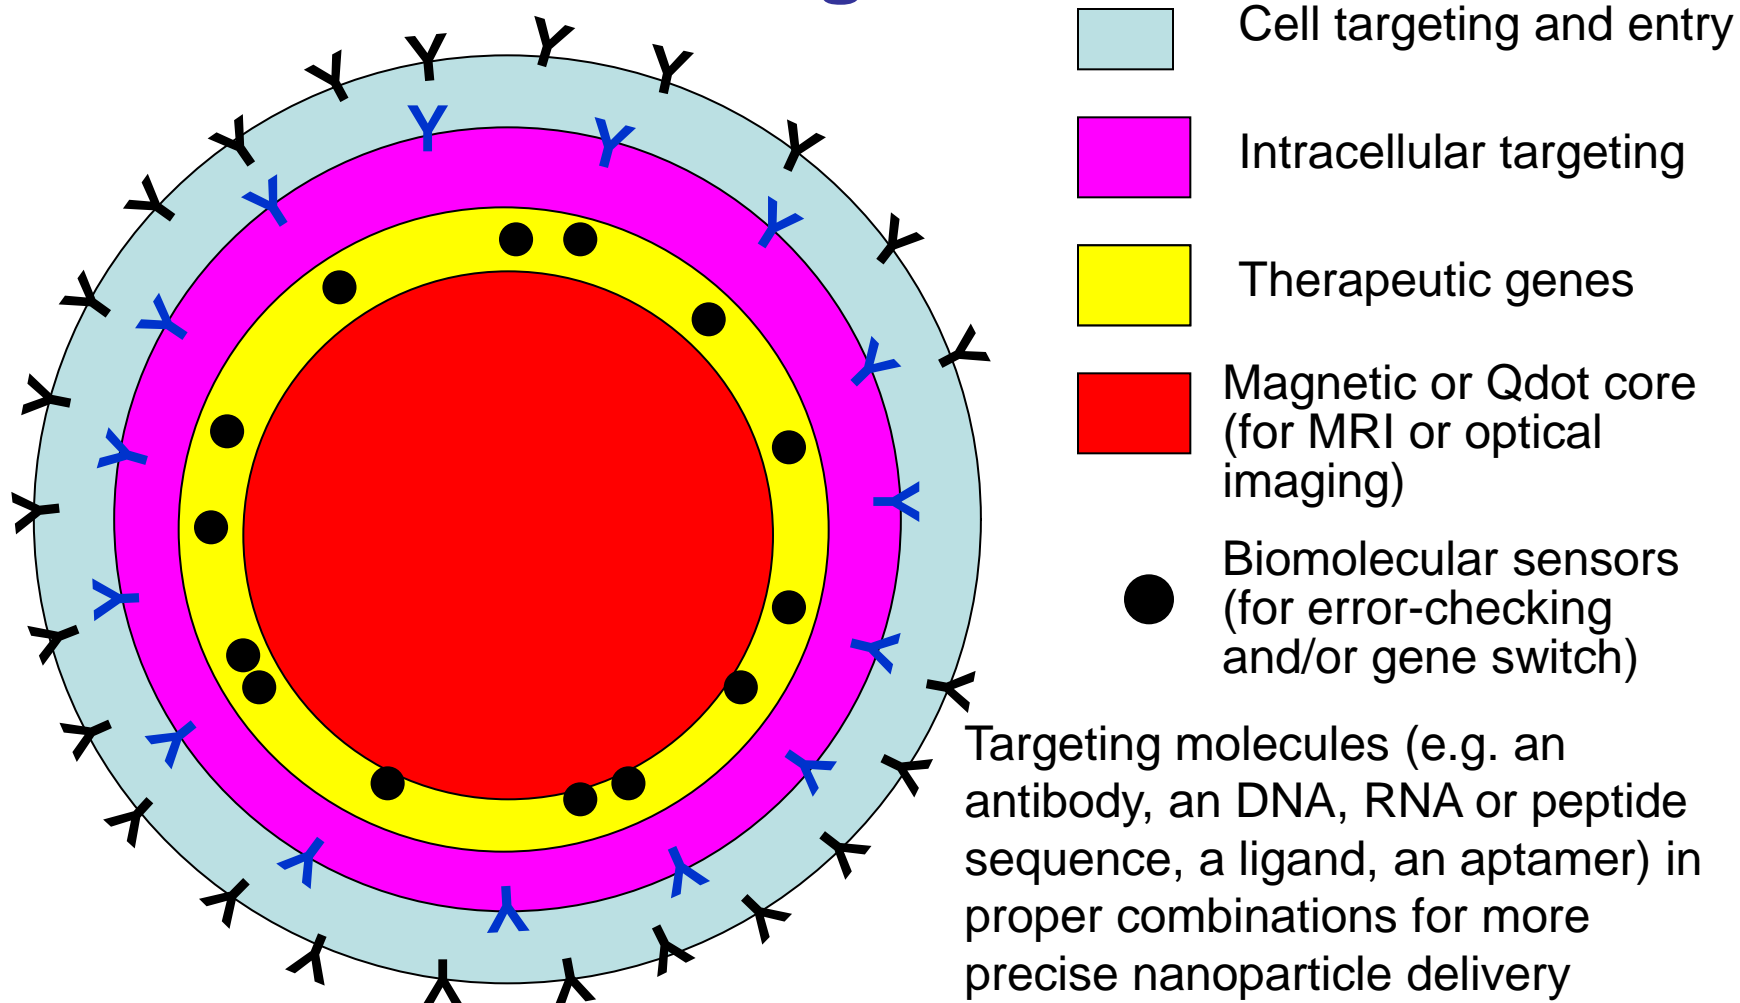 Cell targeting and entry
Intracellular targeting
Therapeutic genes
Magnetic or Qdot core
(for MRI or optical
imaging)
Biomolecular sensors
(for error-checking
and/or gene switch)
Targeting molecules (e.g. an
antibody, an DNA, RNA or peptide
sequence, a ligand, an aptamer) in
proper combinations for more
precise nanoparticle delivery